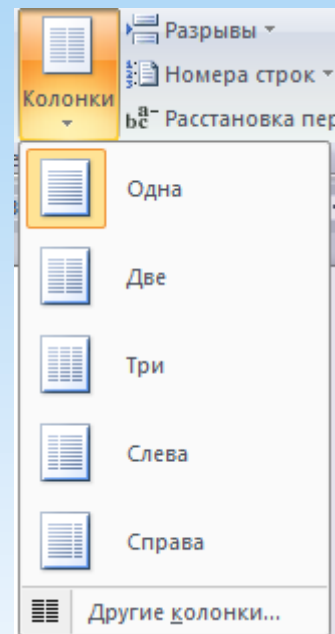 Разрывы
Номера строк
Колонки
Расстановка пер
Одна
Две
Три
Слева
Справа
Другие колонки...